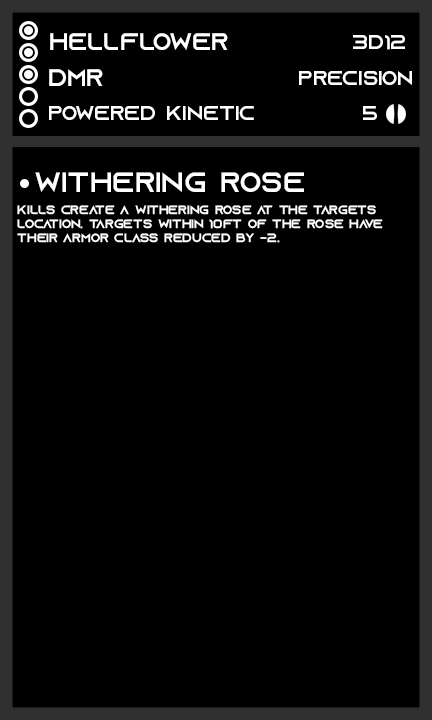 HELLFLOWER 3D12
DMR PRECISION
POWERED KINETIC 5
WITHERING ROSE
KILLS CREATE A WITHERING ROSE AT THE TARGETS
LOCATION, TARGETS WITHIN 10FT OF THE ROSE HAVE
THEIR ARMOR CLASS REDUCED BY -2.